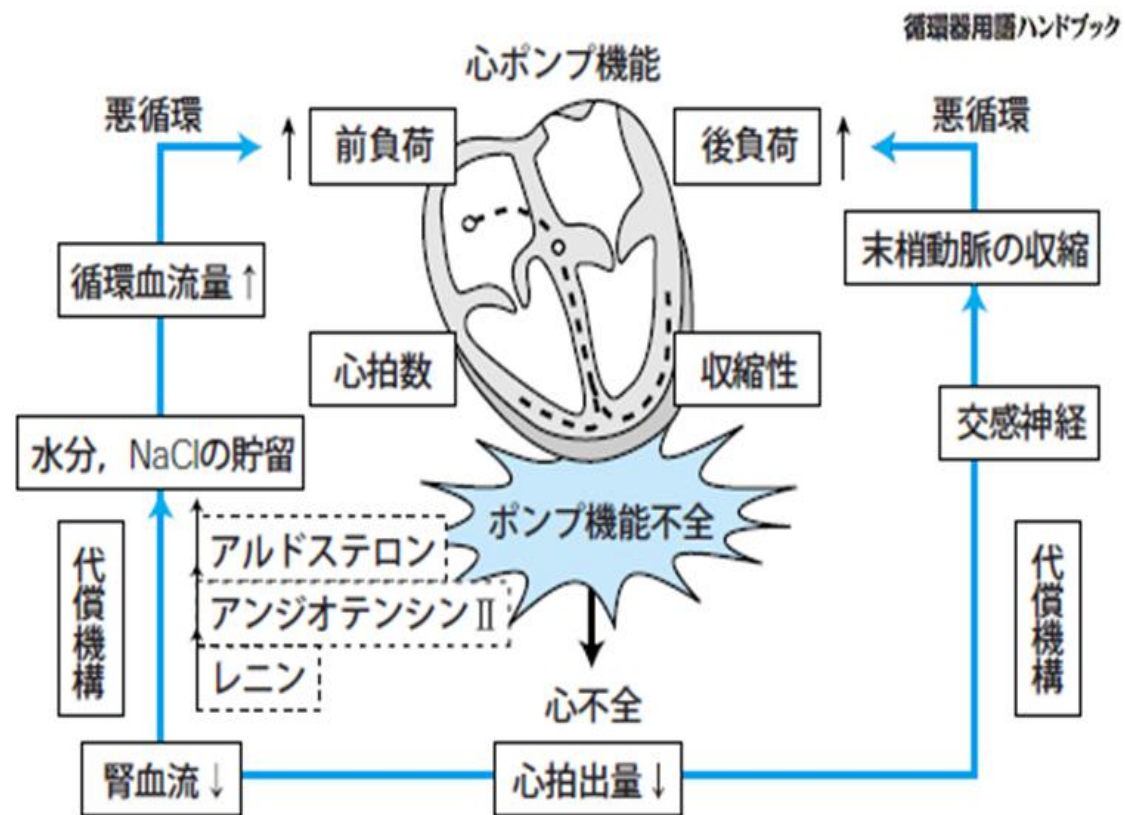 循環器用語ハンドブック
心ポンプ機能
悪循環
↑ 前負荷
後負荷 ↑
悪循環
循環血流量↑
末梢動脈の収縮
心拍数
収縮性
水分，NaClの貯留
交感神経
ポンプ機能不全
代償機構
アルドステロン
アンジオテンシンⅡ
レニン
代償機構
心不全
腎血流↓
心拍出量↓